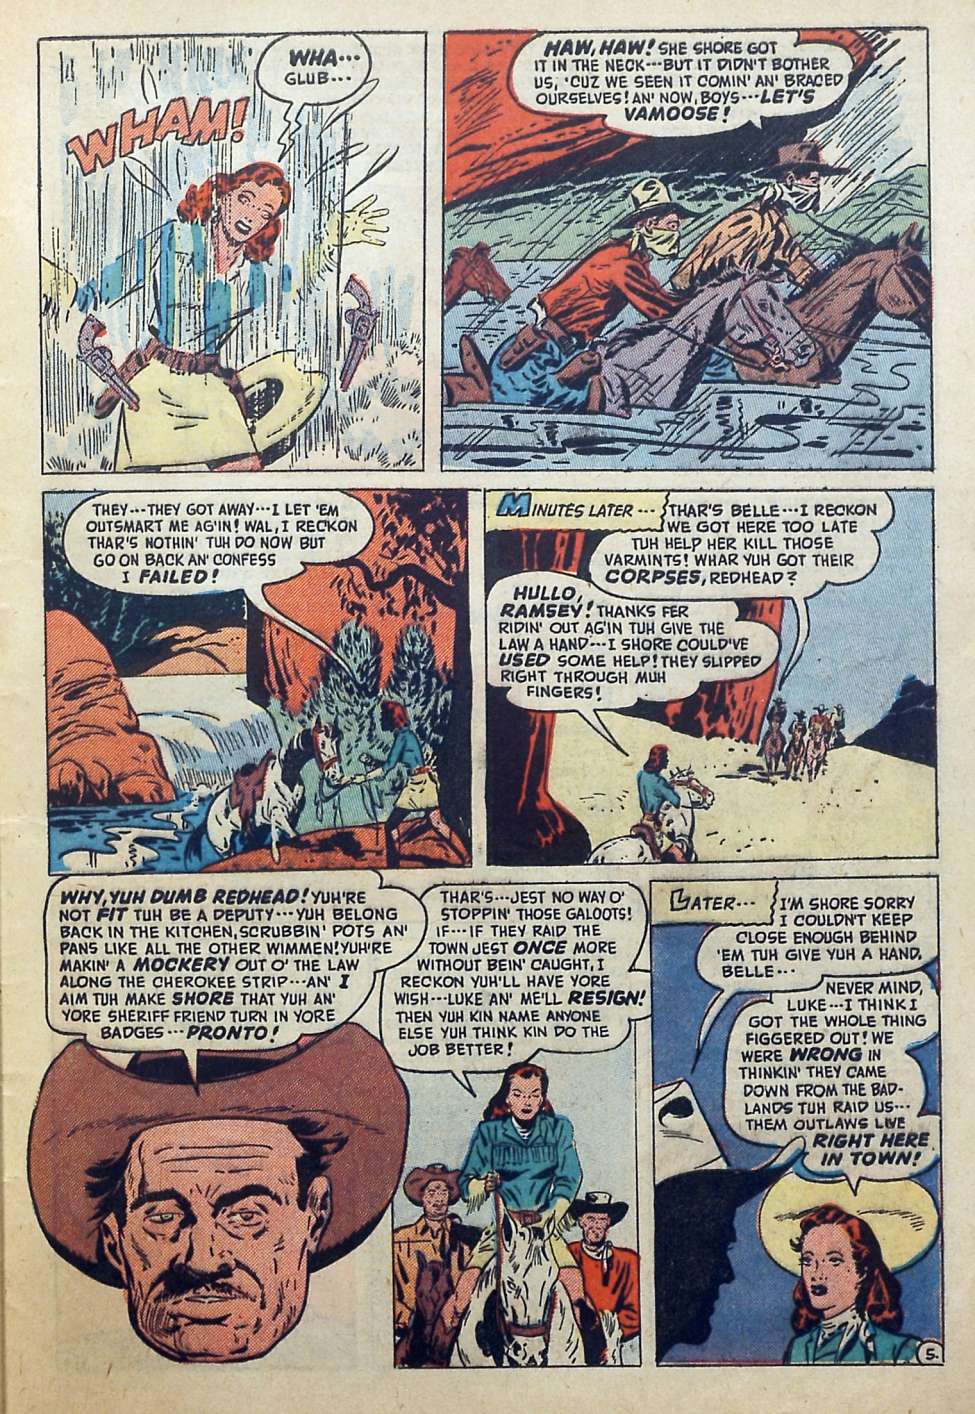 WHA---
GLUB---
WHAM!
HAW, HAW! SHE SHORE GOT
IT IN THE NECK---BUT IT DIDN'T BOTHER
US, 'CUZ WE SEEN IT COMIN' AN' BRACED
OURSELVES! AN' NOW, BOYS---LET'S
VAMOOSE!
THEY---THEY GOT AWAY---I LET 'EM
OUTSMART ME AG'IN! WAL, I RECKON
THAR'S NOTHIN' TUH DO NOW BUT
GO ON BACK AN' CONFESS
I FAILED!
MINUTES LATER---
THAR'S BELLE---I RECKON
WE GOT HERE TOO LATE
TUH HELP HER KILL THOSE
VARMINTS! WHAR YUH GOT THEIR
CORPSES, REDHEAD?
HULLO,
RAMSEY! THANKS FER
RIDIN' OUT AG'IN TUH GIVE THE
LAW A HAND---I SHORE COULD'VE
USED SOME HELP! THEY SLIPPED
RIGHT THROUGH MUH
FINGERS!
WHY, YUH DUMB REDHEAD! YUH'RE
NOT FIT TUH BE A DEPUTY---YUH BELONG
BACK IN THE KITCHEN, SCRUBBIN' POTS AN'
PANS LIKE ALL THE OTHER WIMMEN! YUH'RE
MAKIN' A MOCKERY OUT O' THE LAW
ALONG THE CHEROKEE STRIP---AN' I
AIM TUH MAKE SHORE THAT YUH AN'
YORE SHERIFF FRIEND TURN IN YORE
BADGES---PRONTO!
THAR'S---JEST NO WAY O'
STOPPIN' THOSE GALOOTS!
IF---IF THEY RAID THE
TOWN JEST ONCE MORE
WITHOUT BEIN' CAUGHT, I
RECKON YUH'LL HAVE YORE
WISH---LUKE AN' ME'LL RESIGN!
THEN YUH KIN NAME ANYONE
ELSE YUH THINK KIN DO THE
JOB BETTER!
LATER---
I'M SHORE SORRY
I COULDN'T KEEP
CLOSE ENOUGH BEHIND
'EM TUH GIVE YUH A HAND,
BELLE---
NEVER MIND,
LUKE---I THINK I
GOT THE WHOLE THING
FIGGERED OUT! WE
WERE WRONG IN
THINKIN' THEY CAME
DOWN FROM THE BAD-
LANDS TUH RAID US---
THEM OUTLAWS LIVE
RIGHT HERE
IN TOWN!
5.